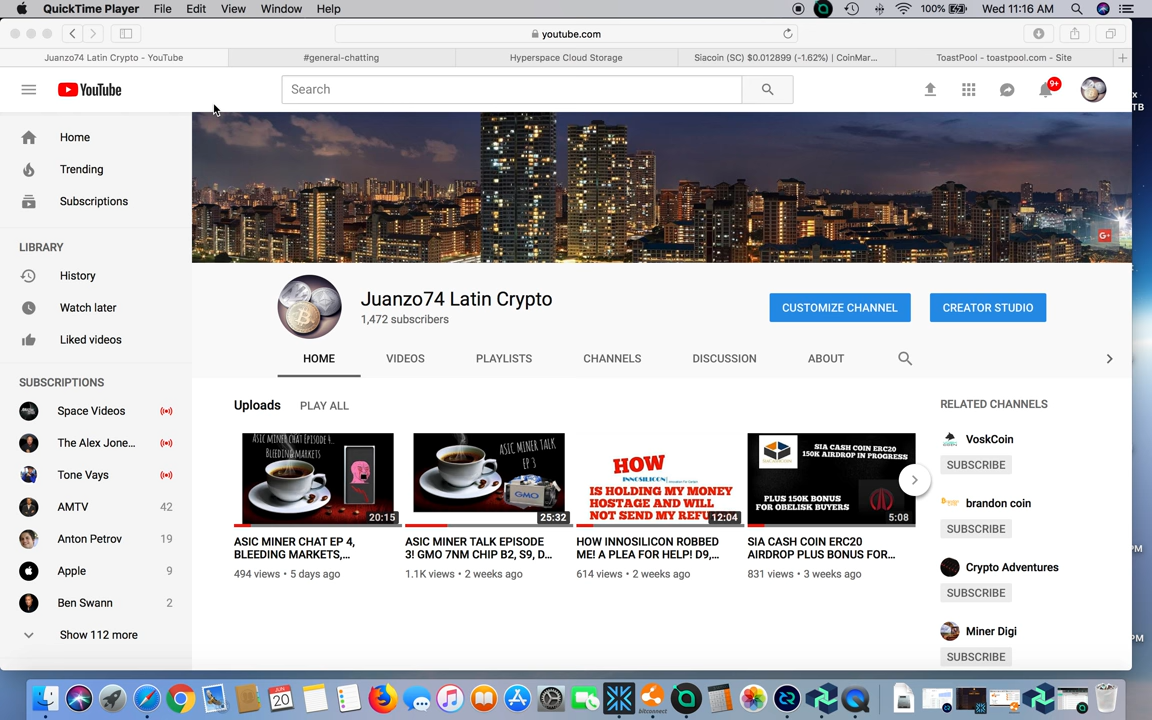 QuickTime Player File Edit View Window Help 100% Wed 11:16 AM
youtube.com
Juanzo74 Latin Crypto - YouTube #general-chatting Hyperspace Cloud Storage Siacoin (SC) $0.012899 (-1.62%) | CoinMar... ToastPool - toastpool.com - Site
YouTube Search 9+
Home
Trending
Subscriptions
LIBRARY
History
Watch later
Liked videos
SUBSCRIPTIONS
Space Videos
The Alex Jone...
Tone Vays
AMTV 42
Anton Petrov 19
Apple 9
Ben Swann 2
Show 112 more
G+
Juanzo74 Latin Crypto
1,472 subscribers
CUSTOMIZE CHANNEL CREATOR STUDIO
HOME VIDEOS PLAYLISTS CHANNELS DISCUSSION ABOUT
Uploads PLAY ALL
ASIC MINER CHAT EPISODE 4...
BLEEDING MARKETS
20:15
ASIC MINER CHAT EP 4,
BLEEDING MARKETS,...
494 views • 5 days ago
ASIC MINER TALK
EP 3
GMO
25:32
ASIC MINER TALK EPISODE
3! GMO 7NM CHIP B2, S9, D...
1.1K views • 2 weeks ago
HOW
INNOSILICON
IS HOLDING MY MONEY
HOSTAGE AND WILL
NOT SEND MY REFU
12:04
HOW INNOSILICON ROBBED
ME! A PLEA FOR HELP! D9,...
614 views • 2 weeks ago
SIA CASH COIN ERC20
150K AIRDROP IN PROGRESS
PLUS 150K BONUS
FOR OBELISK BUYERS
5:08
SIA CASH COIN ERC20
AIRDROP PLUS BONUS FOR...
831 views • 3 weeks ago
RELATED CHANNELS
VoskCoin
SUBSCRIBE
brandon coin
SUBSCRIBE
Crypto Adventures
SUBSCRIBE
Miner Digi
SUBSCRIBE
x
TB
PM
PM
JUN
20
bitconnect